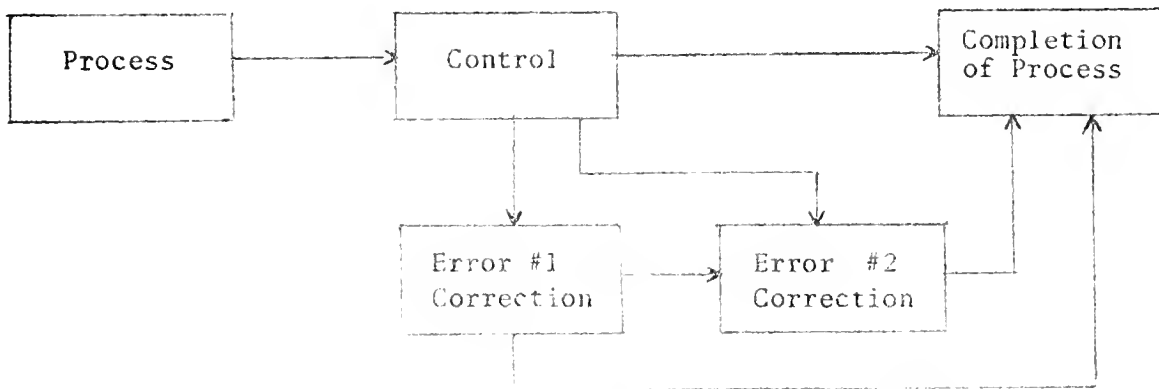 Process
Control
Completion
of Process
Error #1
Correction
Error #2
Correction